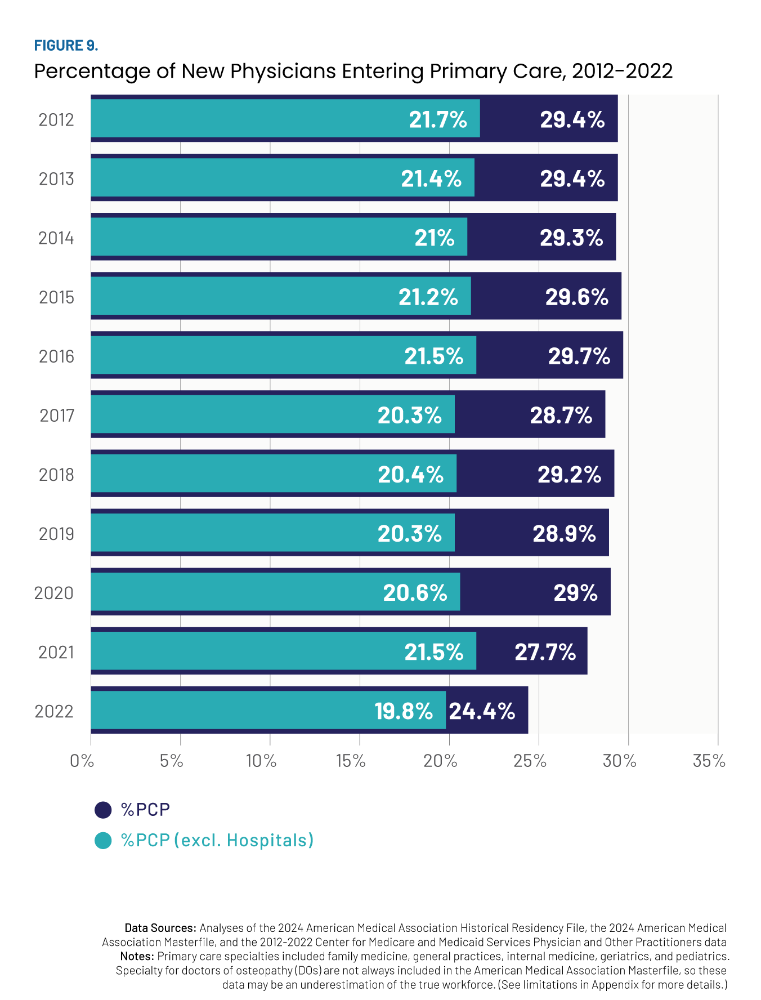 FIGURE 9.
Percentage of New Physicians Entering Primary Care, 2012-2022
2012 21.7% 29.4%
2013 21.4% 29.4%
2014 21% 29.3%
2015 21.2% 29.6%
2016 21.5% 29.7%
2017 20.3% 28.7%
2018 20.4% 29.2%
2019 20.3% 28.9%
2020 20.6% 29%
2021 21.5% 27.7%
2022 19.8% 24.4%
0% 5% 10% 15% 20% 25% 30% 35%
%PCP
%PCP (excl. Hospitals)
Data Sources: Analyses of the 2024 American Medical Association Historical Residency File, the 2024 American Medical
Association Masterfile, and the 2012-2022 Center for Medicare and Medicaid Services Physician and Other Practitioners data
Notes: Primary care specialties included family medicine, general practices, internal medicine, geriatrics, and pediatrics.
Specialty for doctors of osteopathy (DOs) are not always included in the American Medical Association Masterfile, so these
data may be an underestimation of the true workforce. (See limitations in Appendix for more details.)